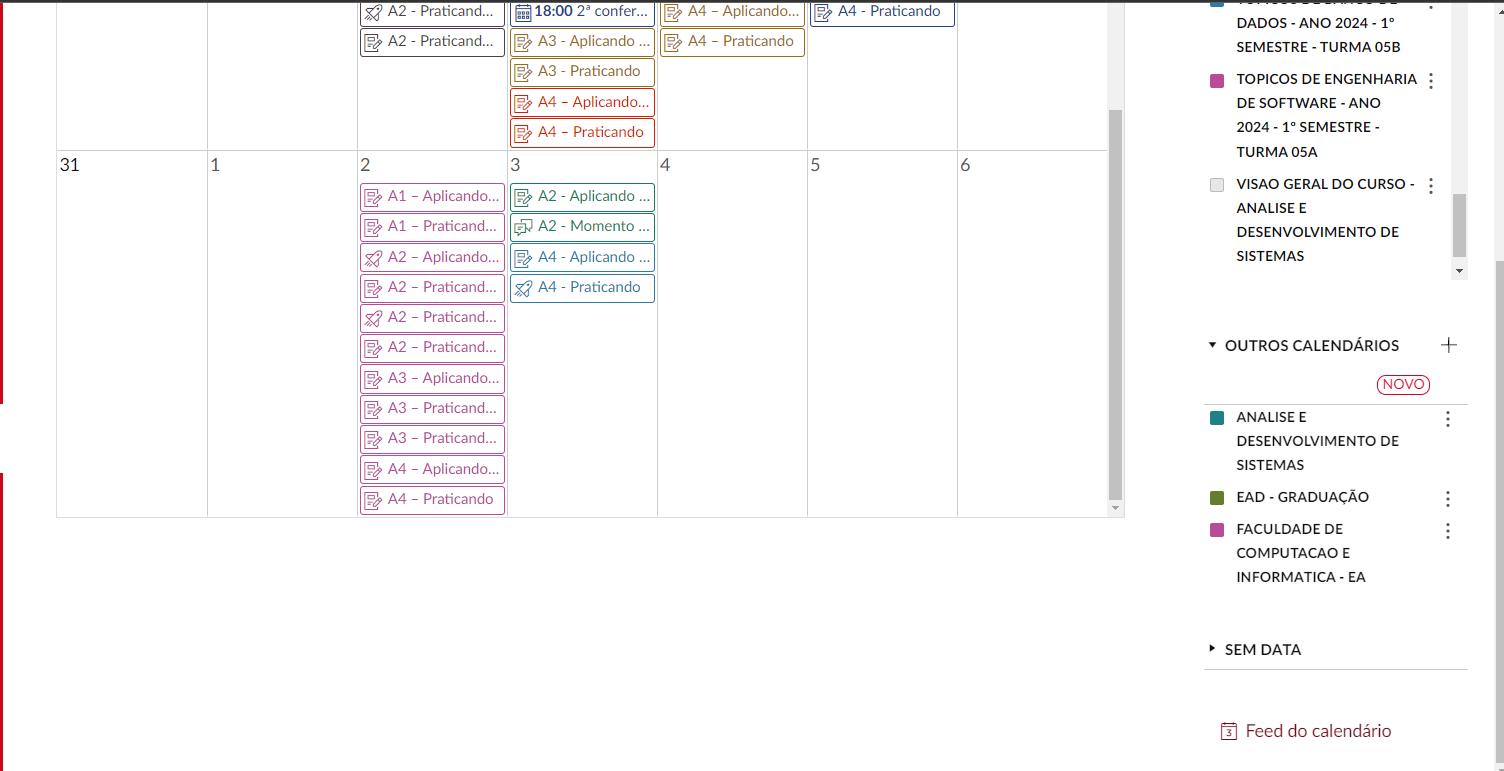 A2 - Praticand...
A2 - Praticand...
18:00 2ª confer...
A3 - Aplicando ...
A3 - Praticando
A4 – Aplicando...
A4 – Praticando
A4 – Aplicando...
A4 – Praticando
A4 - Praticando
31
1
2
A1 – Aplicando...
A1 – Praticand...
A2 – Aplicando...
A2 – Praticand...
A2 – Praticand...
A2 – Praticand...
A3 – Aplicando...
A3 – Praticand...
A3 – Praticand...
A4 – Aplicando...
A4 – Praticando
3
A2 - Aplicando ...
A2 - Momento ...
A4 - Aplicando ...
A4 - Praticando
4
5
6
DADOS - ANO 2024 - 1º
SEMESTRE - TURMA 05B
TOPICOS DE ENGENHARIA
DE SOFTWARE - ANO
2024 - 1º SEMESTRE -
TURMA 05A
VISAO GERAL DO CURSO -
ANALISE E
DESENVOLVIMENTO DE
SISTEMAS
OUTROS CALENDÁRIOS
NOVO
ANALISE E
DESENVOLVIMENTO DE
SISTEMAS
EAD - GRADUAÇÃO
FACULDADE DE
COMPUTACAO E
INFORMATICA - EA
SEM DATA
3
Feed do calendário